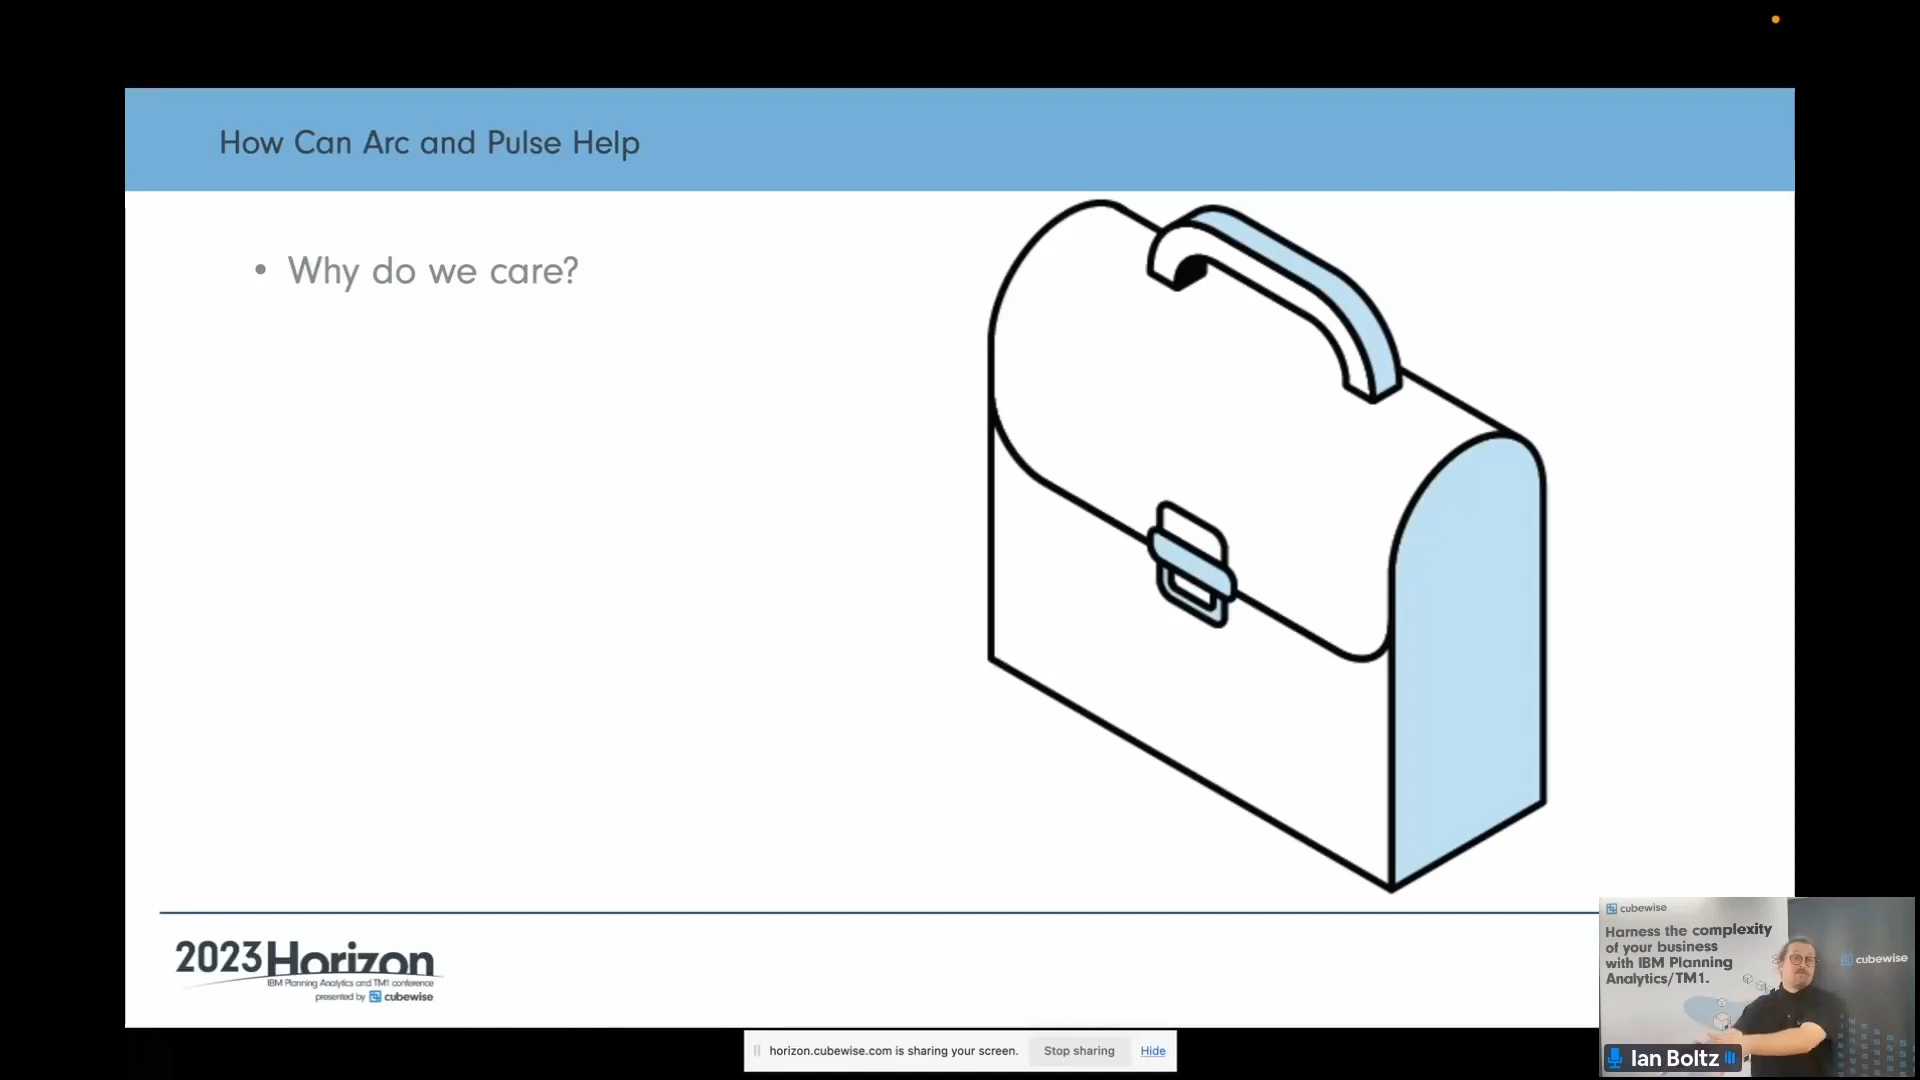 How Can Arc and Pulse Help
• Why do we care?
2023 Horizon
IBM Planning Analytics and TM1 conference
presented by cubewise
horizon.cubewise.com is sharing your screen.
Stop sharing
Hide
cubewise
Harness the complexity
of your business
with IBM Planning
Analytics/TM1.
cubewise
Ian Boltz